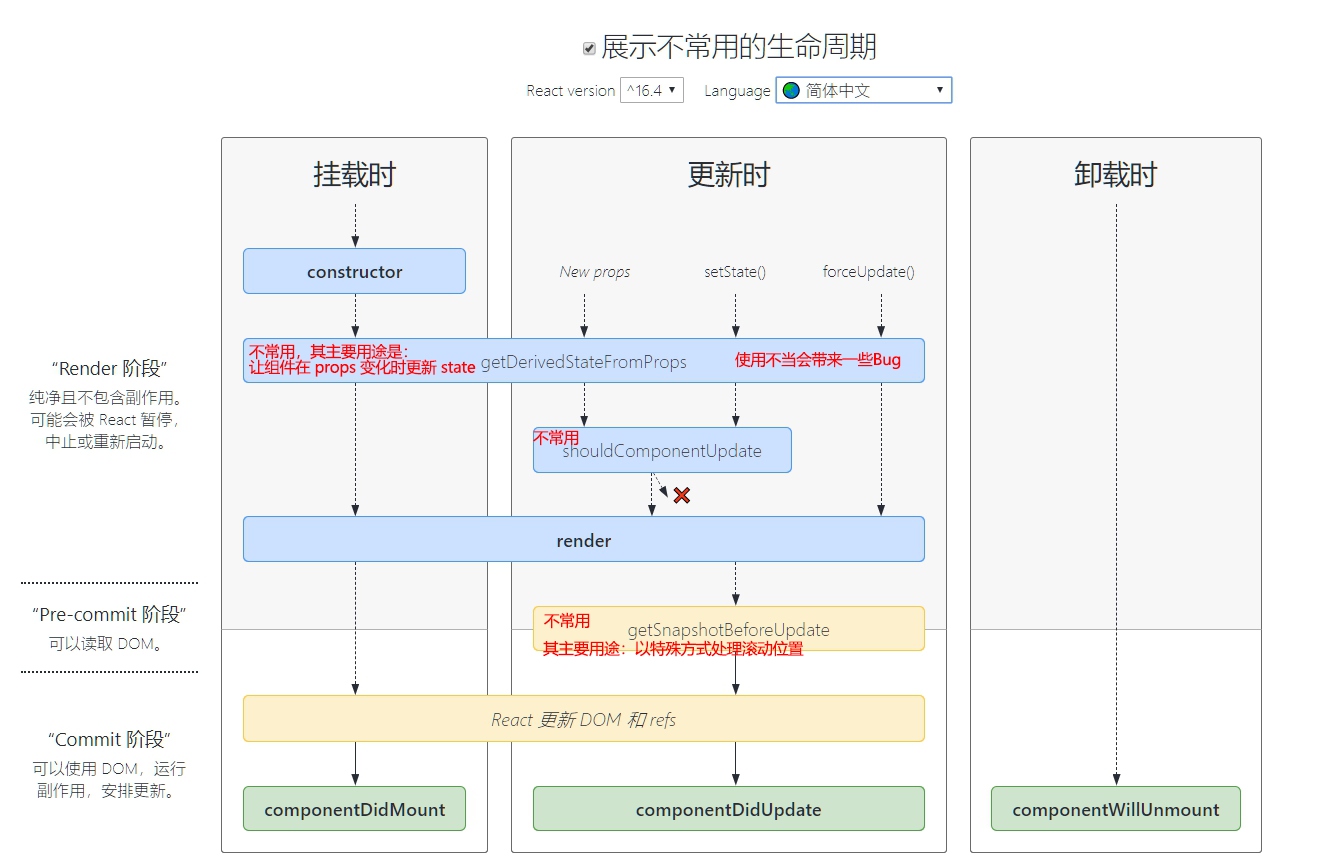 展示不常用的生命周期
React version ^16.4 Language 简体中文
挂载时
更新时
卸载时
constructor
New props
setState()
forceUpdate()
“Render 阶段”
纯净且不包含副作用。
可能会被 React 暂停,
中止或重新启动。
不常用，其主要用途是:
让组件在 props 变化时更新 state
getDerivedStateFromProps
使用不当会带来一些Bug
不常用
shouldComponentUpdate
render
“Pre-commit 阶段”
可以读取 DOM。
不常用
getSnapshotBeforeUpdate
其主要用途：以特殊方式处理滚动位置
React 更新 DOM 和 refs
“Commit 阶段”
可以使用 DOM，运行
副作用，安排更新。
componentDidMount
componentDidUpdate
componentWillUnmount